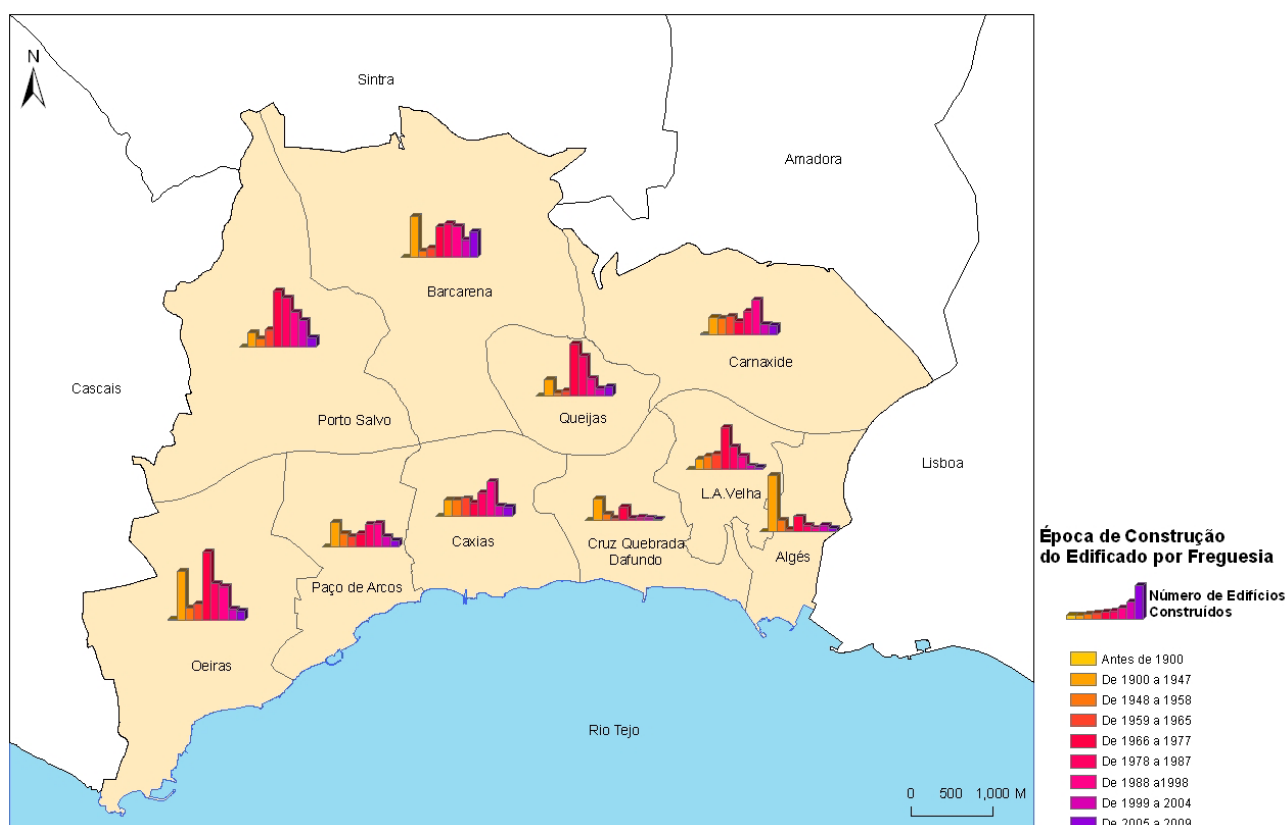 N
Sintra
Amadora
Barcarena
Carnaxide
Cascais
Porto Salvo
Queijas
Lisboa
L.A.Velha
Caxias
Cruz Quebrada
Dafundo
Algés
Paço de Arcos
Oeiras
Rio Tejo
0 500 1,000 M
Época de Construção
do Edificado por Freguesia
Número de Edifícios
Construídos
Antes de 1900
De 1900 a 1947
De 1948 a 1958
De 1959 a 1965
De 1966 a 1977
De 1978 a 1987
De 1988 a1998
De 1999 a 2004
De 2005 a 2009